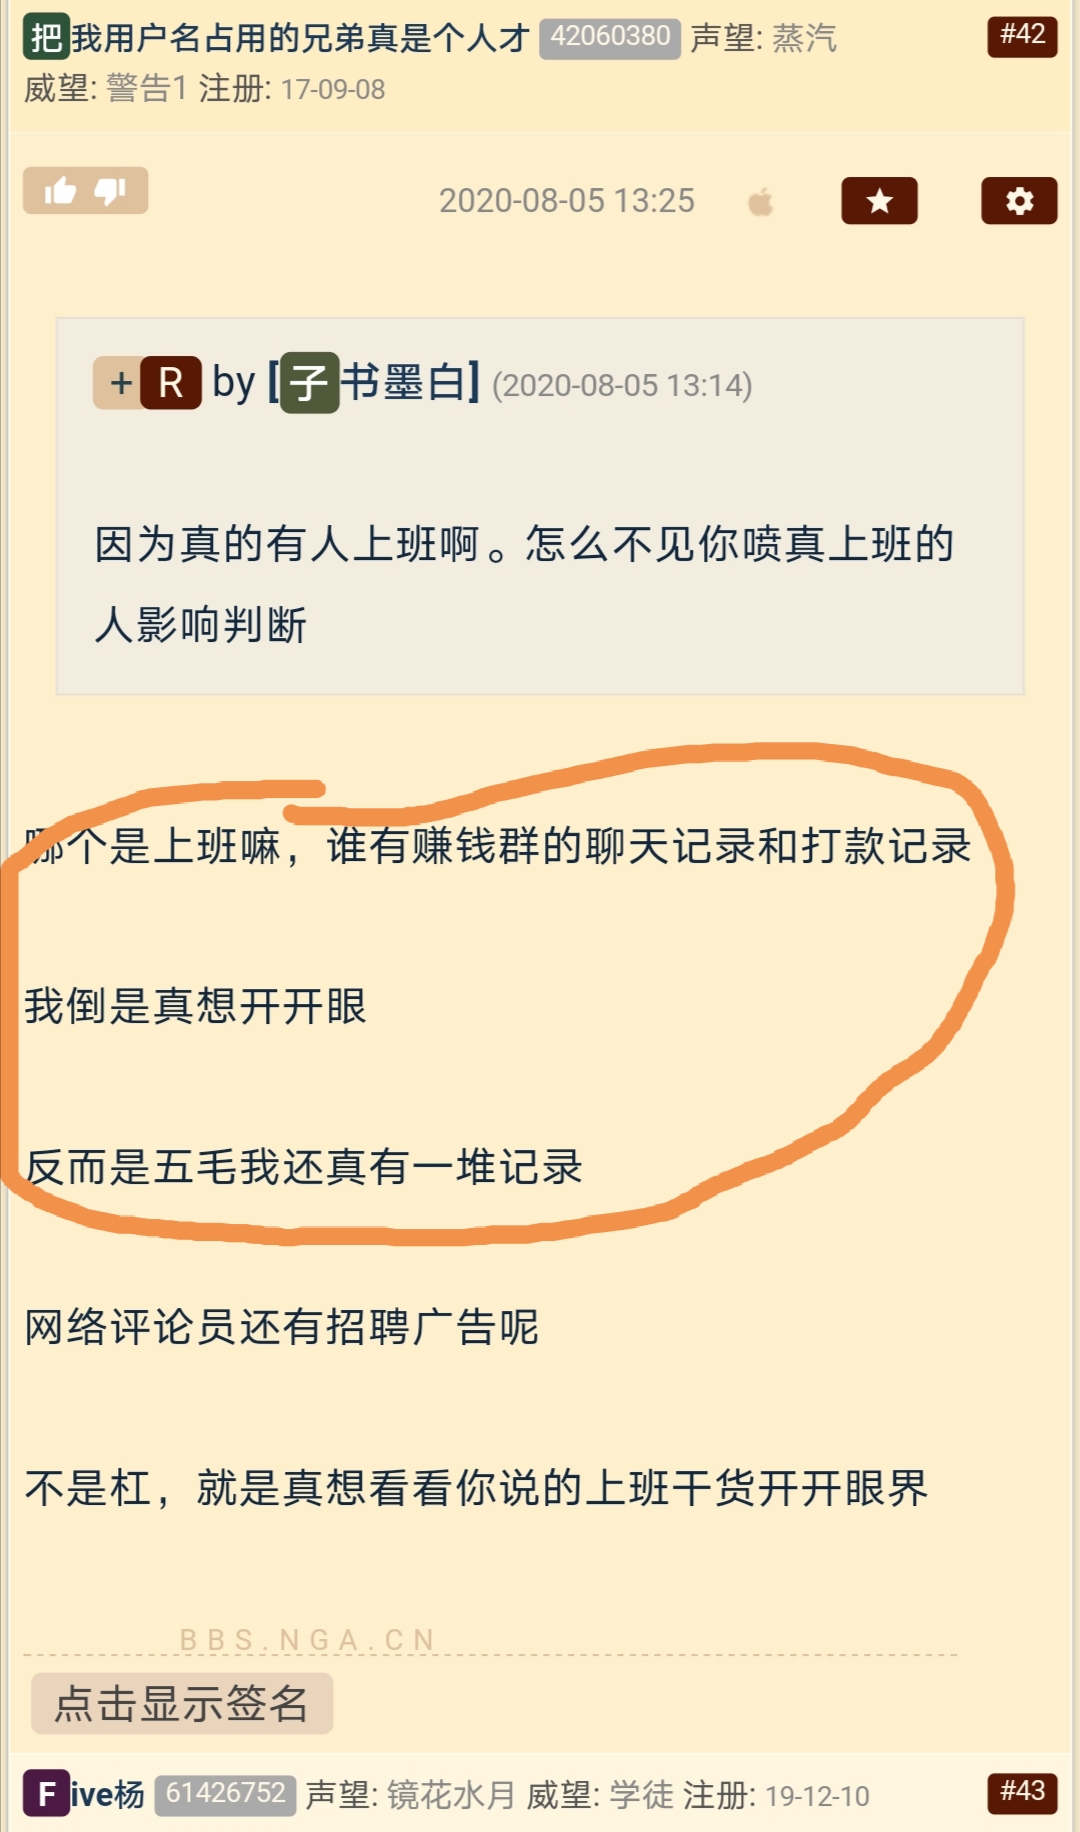 把我用户名占用的兄弟真是个人才 42060380 声望: 蒸汽 #42
威望: 警告1 注册: 17-09-08
2020-08-05 13:25
+ R by [子书墨白] (2020-08-05 13:14)
因为真的有人上班啊。怎么不见你喷真上班的
人影响判断
哪个是上班嘛，谁有赚钱群的聊天记录和打款记录
我倒是真想开开眼
反而是五毛我还真有一堆记录
网络评论员还有招聘广告呢
不是杠，就是真想看看你说的上班干货开开眼界
BBS.NGA.CN
点击显示签名
Five杨 61426752 声望: 镜花水月 威望: 学徒 注册: 19-12-10 #43